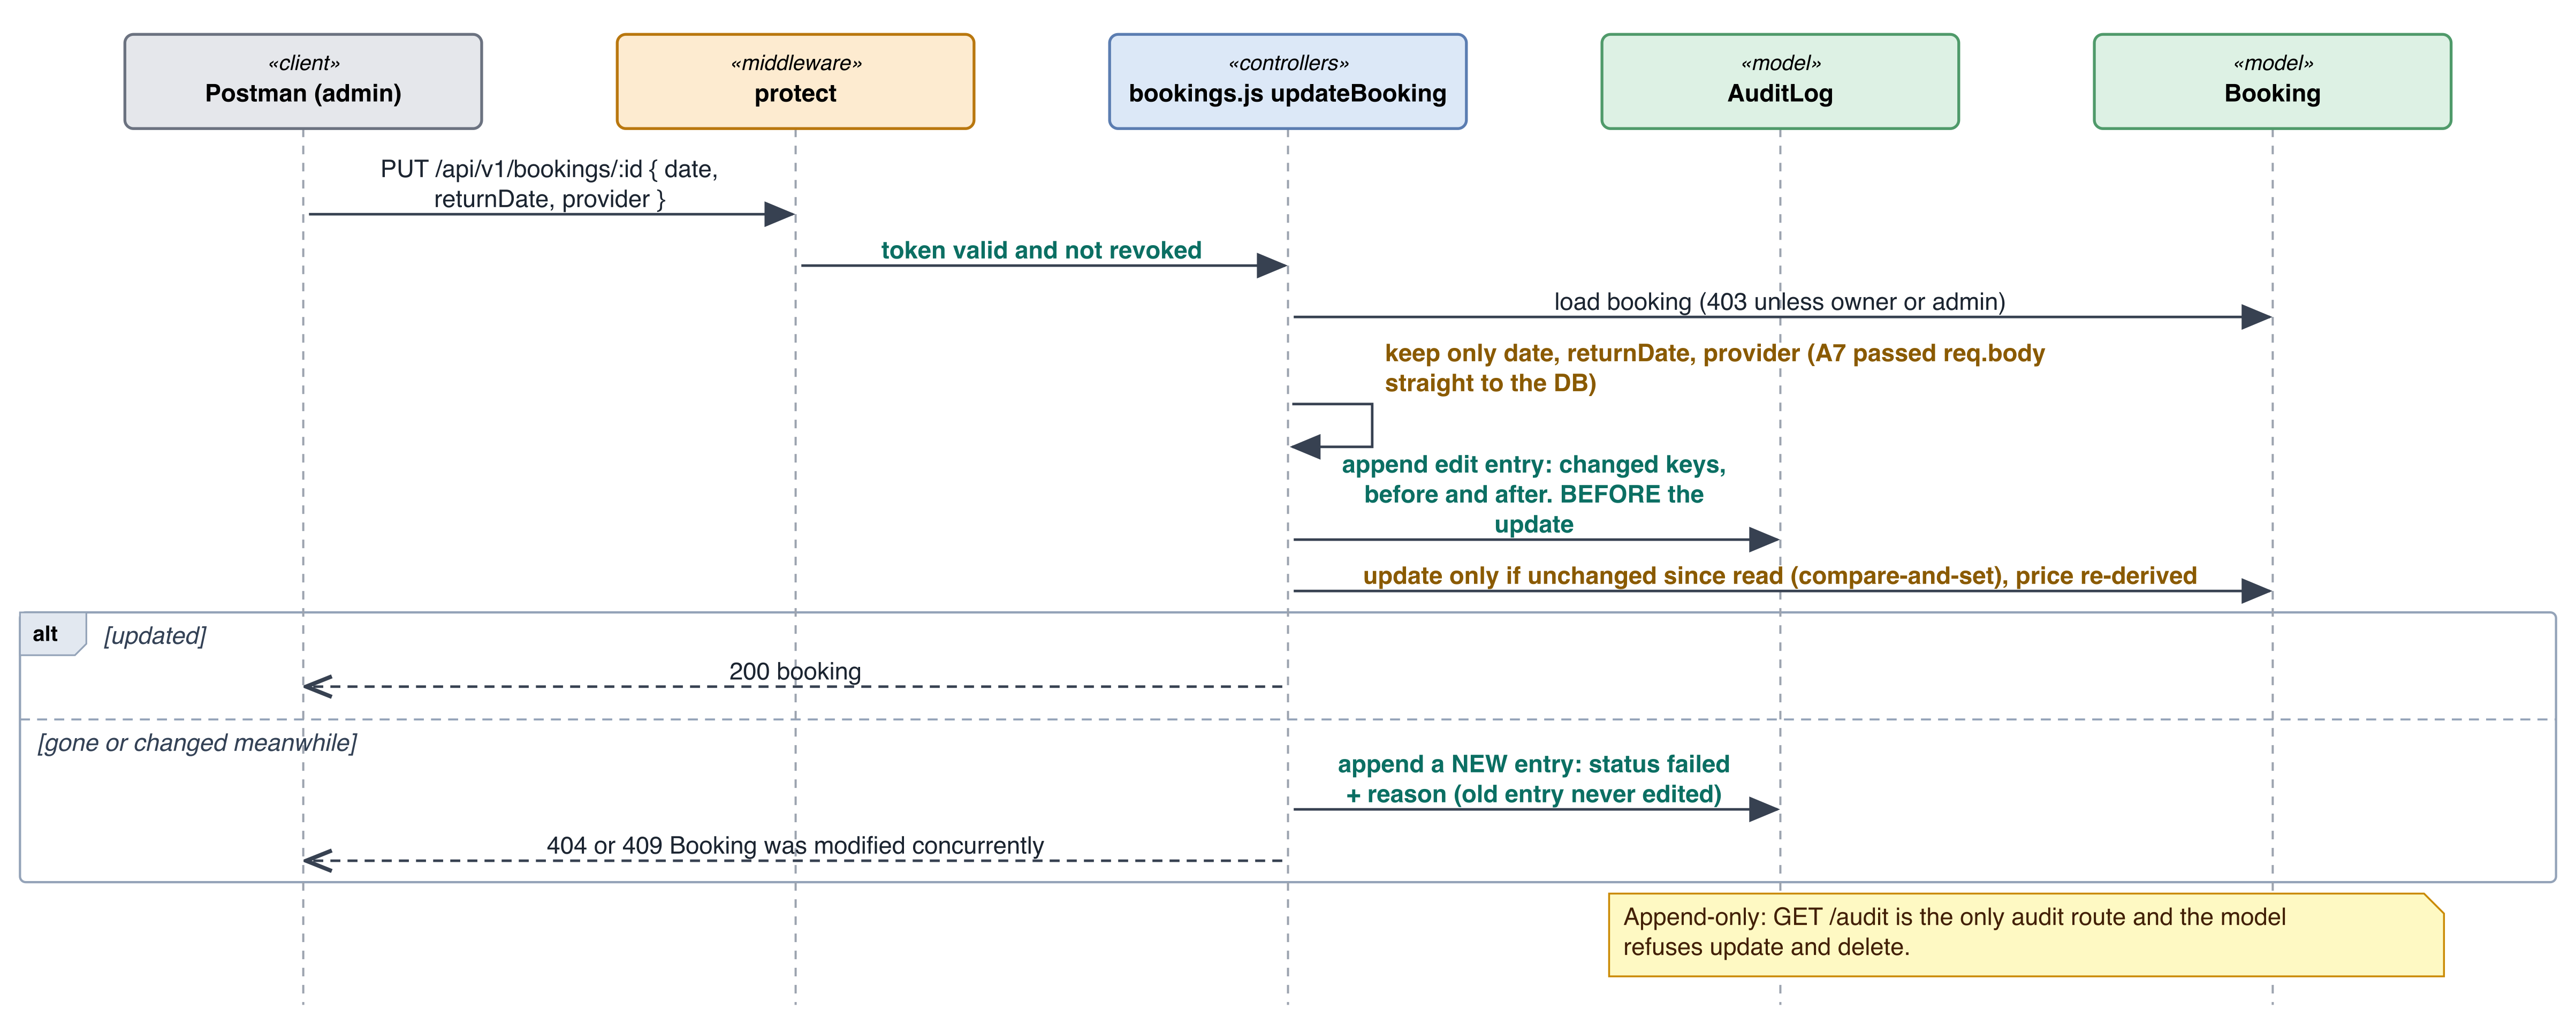 «client»
Postman (admin)
«middleware»
protect
«controllers»
bookings.js updateBooking
«model»
AuditLog
«model»
Booking
PUT /api/v1/bookings/:id { date,
returnDate, provider }
token valid and not revoked
load booking (403 unless owner or admin)
keep only date, returnDate, provider (A7 passed req.body
straight to the DB)
append edit entry: changed keys,
before and after. BEFORE the
update
update only if unchanged since read (compare-and-set), price re-derived
alt
[updated]
200 booking
[gone or changed meanwhile]
append a NEW entry: status failed
+ reason (old entry never edited)
404 or 409 Booking was modified concurrently
Append-only: GET /audit is the only audit route and the model
refuses update and delete.